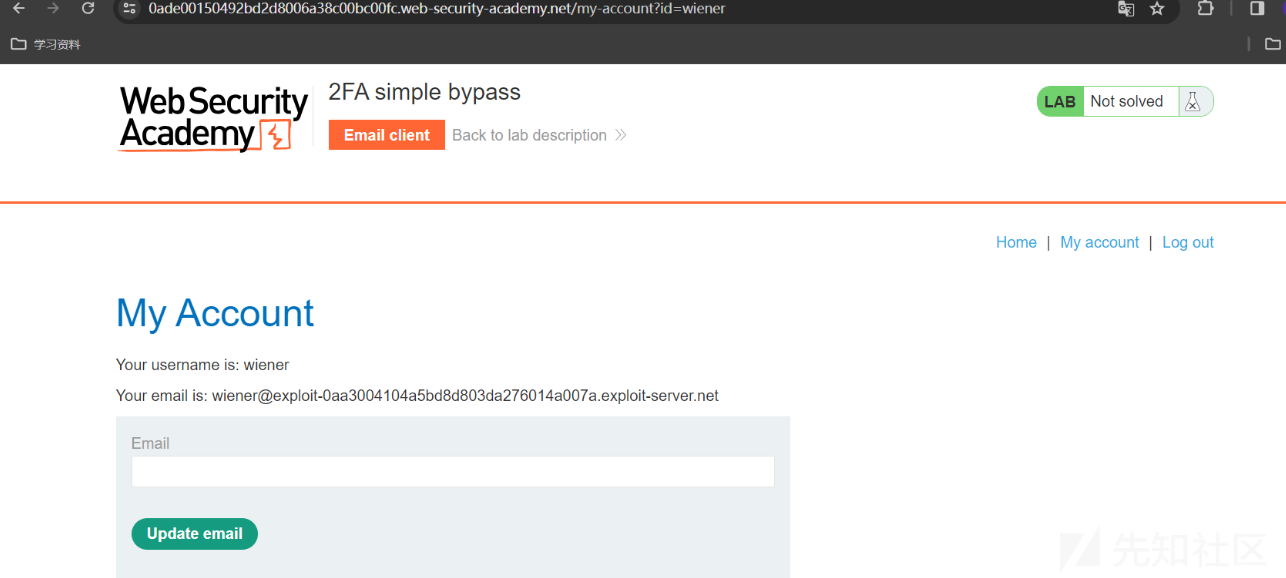 0ade00150492bd2d8006a38c00bc00fc.web-security-academy.net/my-account?id=wiener
学习资料
Web Security
Academy
2FA simple bypass
Email client
Back to lab description
LAB
Not solved
Home | My account | Log out
My Account
Your username is: wiener
Your email is: wiener@exploit-0aa3004104a5bd8d803da276014a007a.exploit-server.net
Email
Update email
先知社区